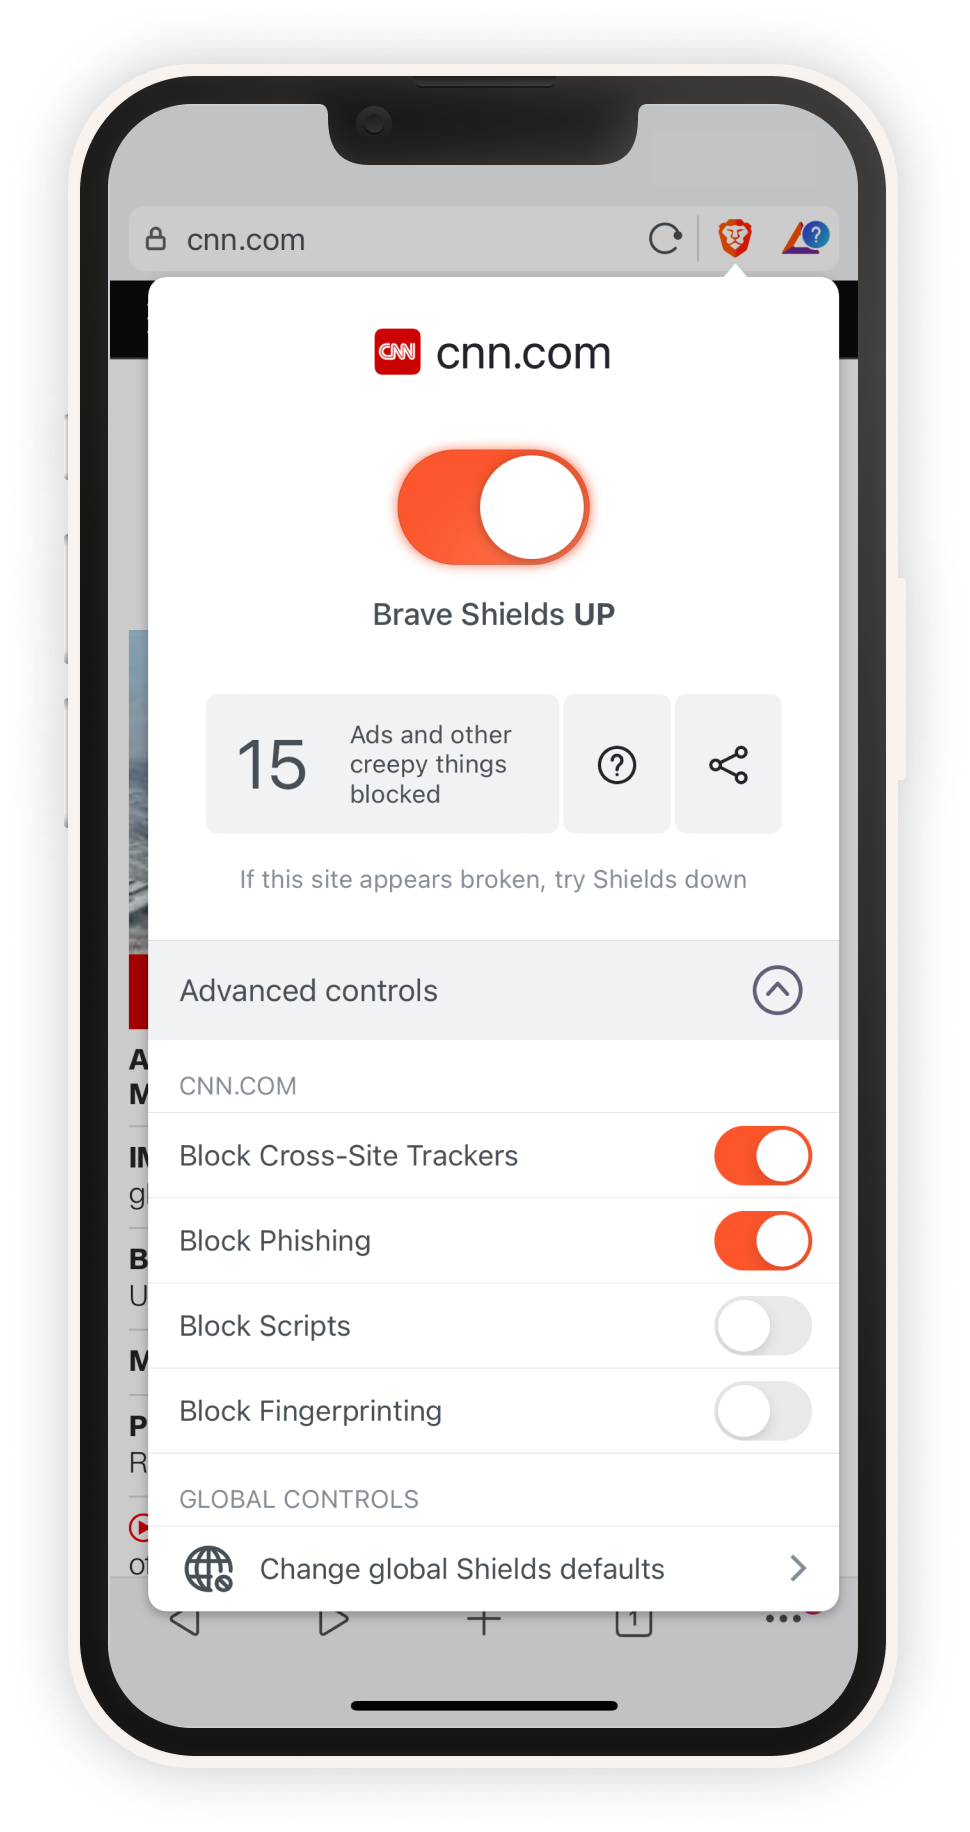 cnn.com
?
CNN cnn.com
Brave Shields UP
15
Ads and other
creepy things
blocked
?
If this site appears broken, try Shields down
Advanced controls
CNN.COM
Block Cross-Site Trackers
Block Phishing
Block Scripts
Block Fingerprinting
GLOBAL CONTROLS
Change global Shields defaults
1